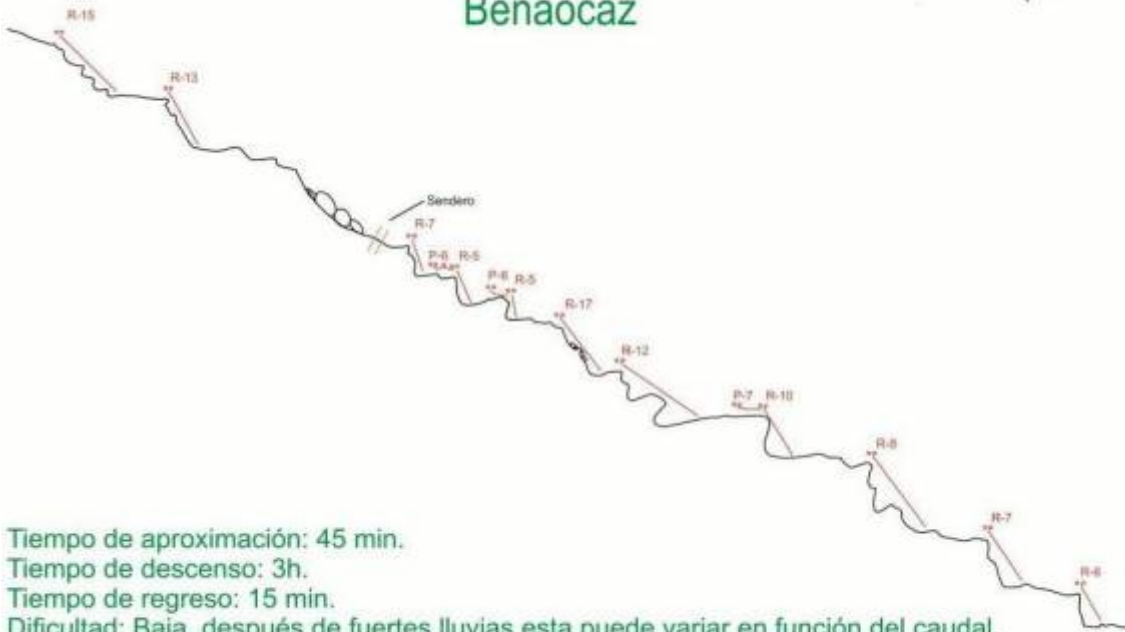 Benaocaz
R-15
R-13
Sendero
R-7
P-6 R-5
P-6 R-5
R-17
R-12
P-7 R-10
R-8
R-7
R-6
Tiempo de aproximación: 45 min.
Tiempo de descenso: 3h.
Tiempo de regreso: 15 min.
Dificultad: Baja, después de fuertes lluvias esta puede variar en función del caudal